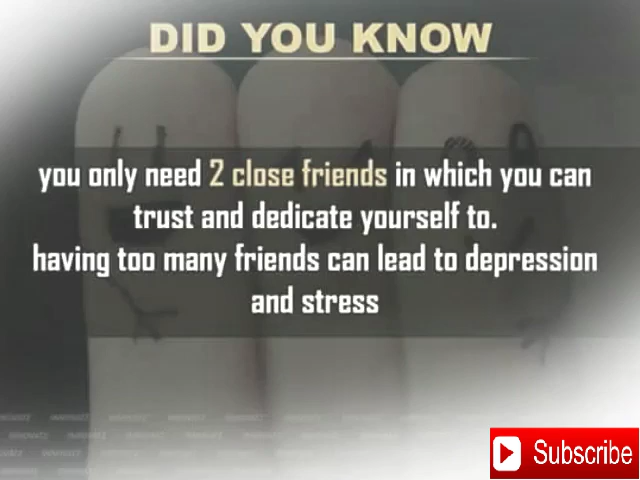 DID YOU KNOW
you only need 2 close friends in which you can
trust and dedicate yourself to.
having too many friends can lead to depression
and stress
Subscribe